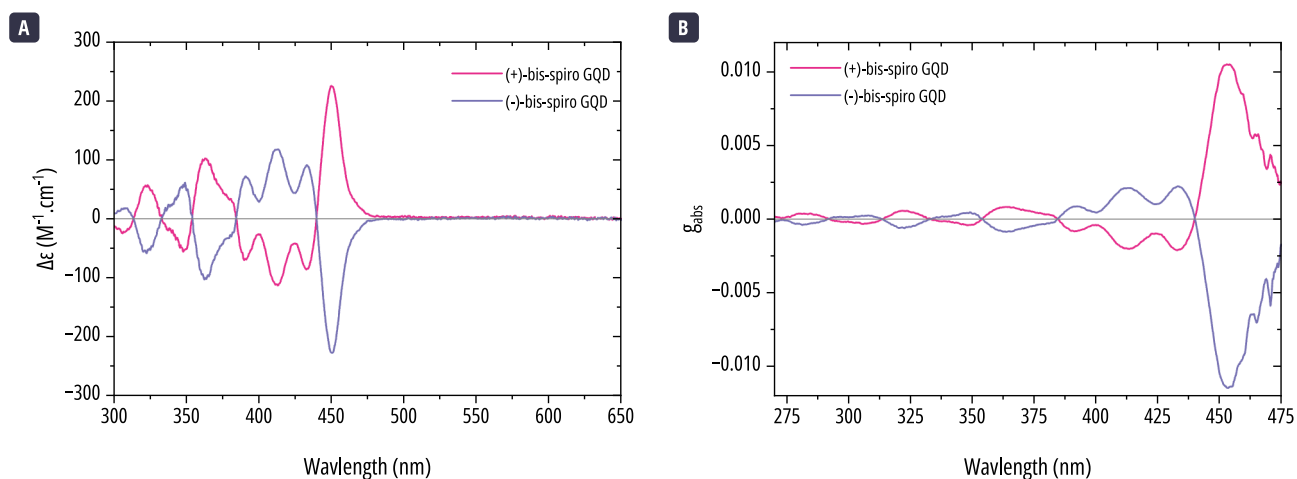 A
300
200
100
0
−100
−200
−300
Δε (M⁻¹.cm⁻¹)
(+)-bis-spiro GQD
(-)-bis-spiro GQD
300 350 400 450 500 550 600 650
Wavlength (nm)
B
0.010
0.005
0.000
−0.005
−0.010
gabs
(+)-bis-spiro GQD
(-)-bis-spiro GQD
275 300 325 350 375 400 425 450 475
Wavlength (nm)